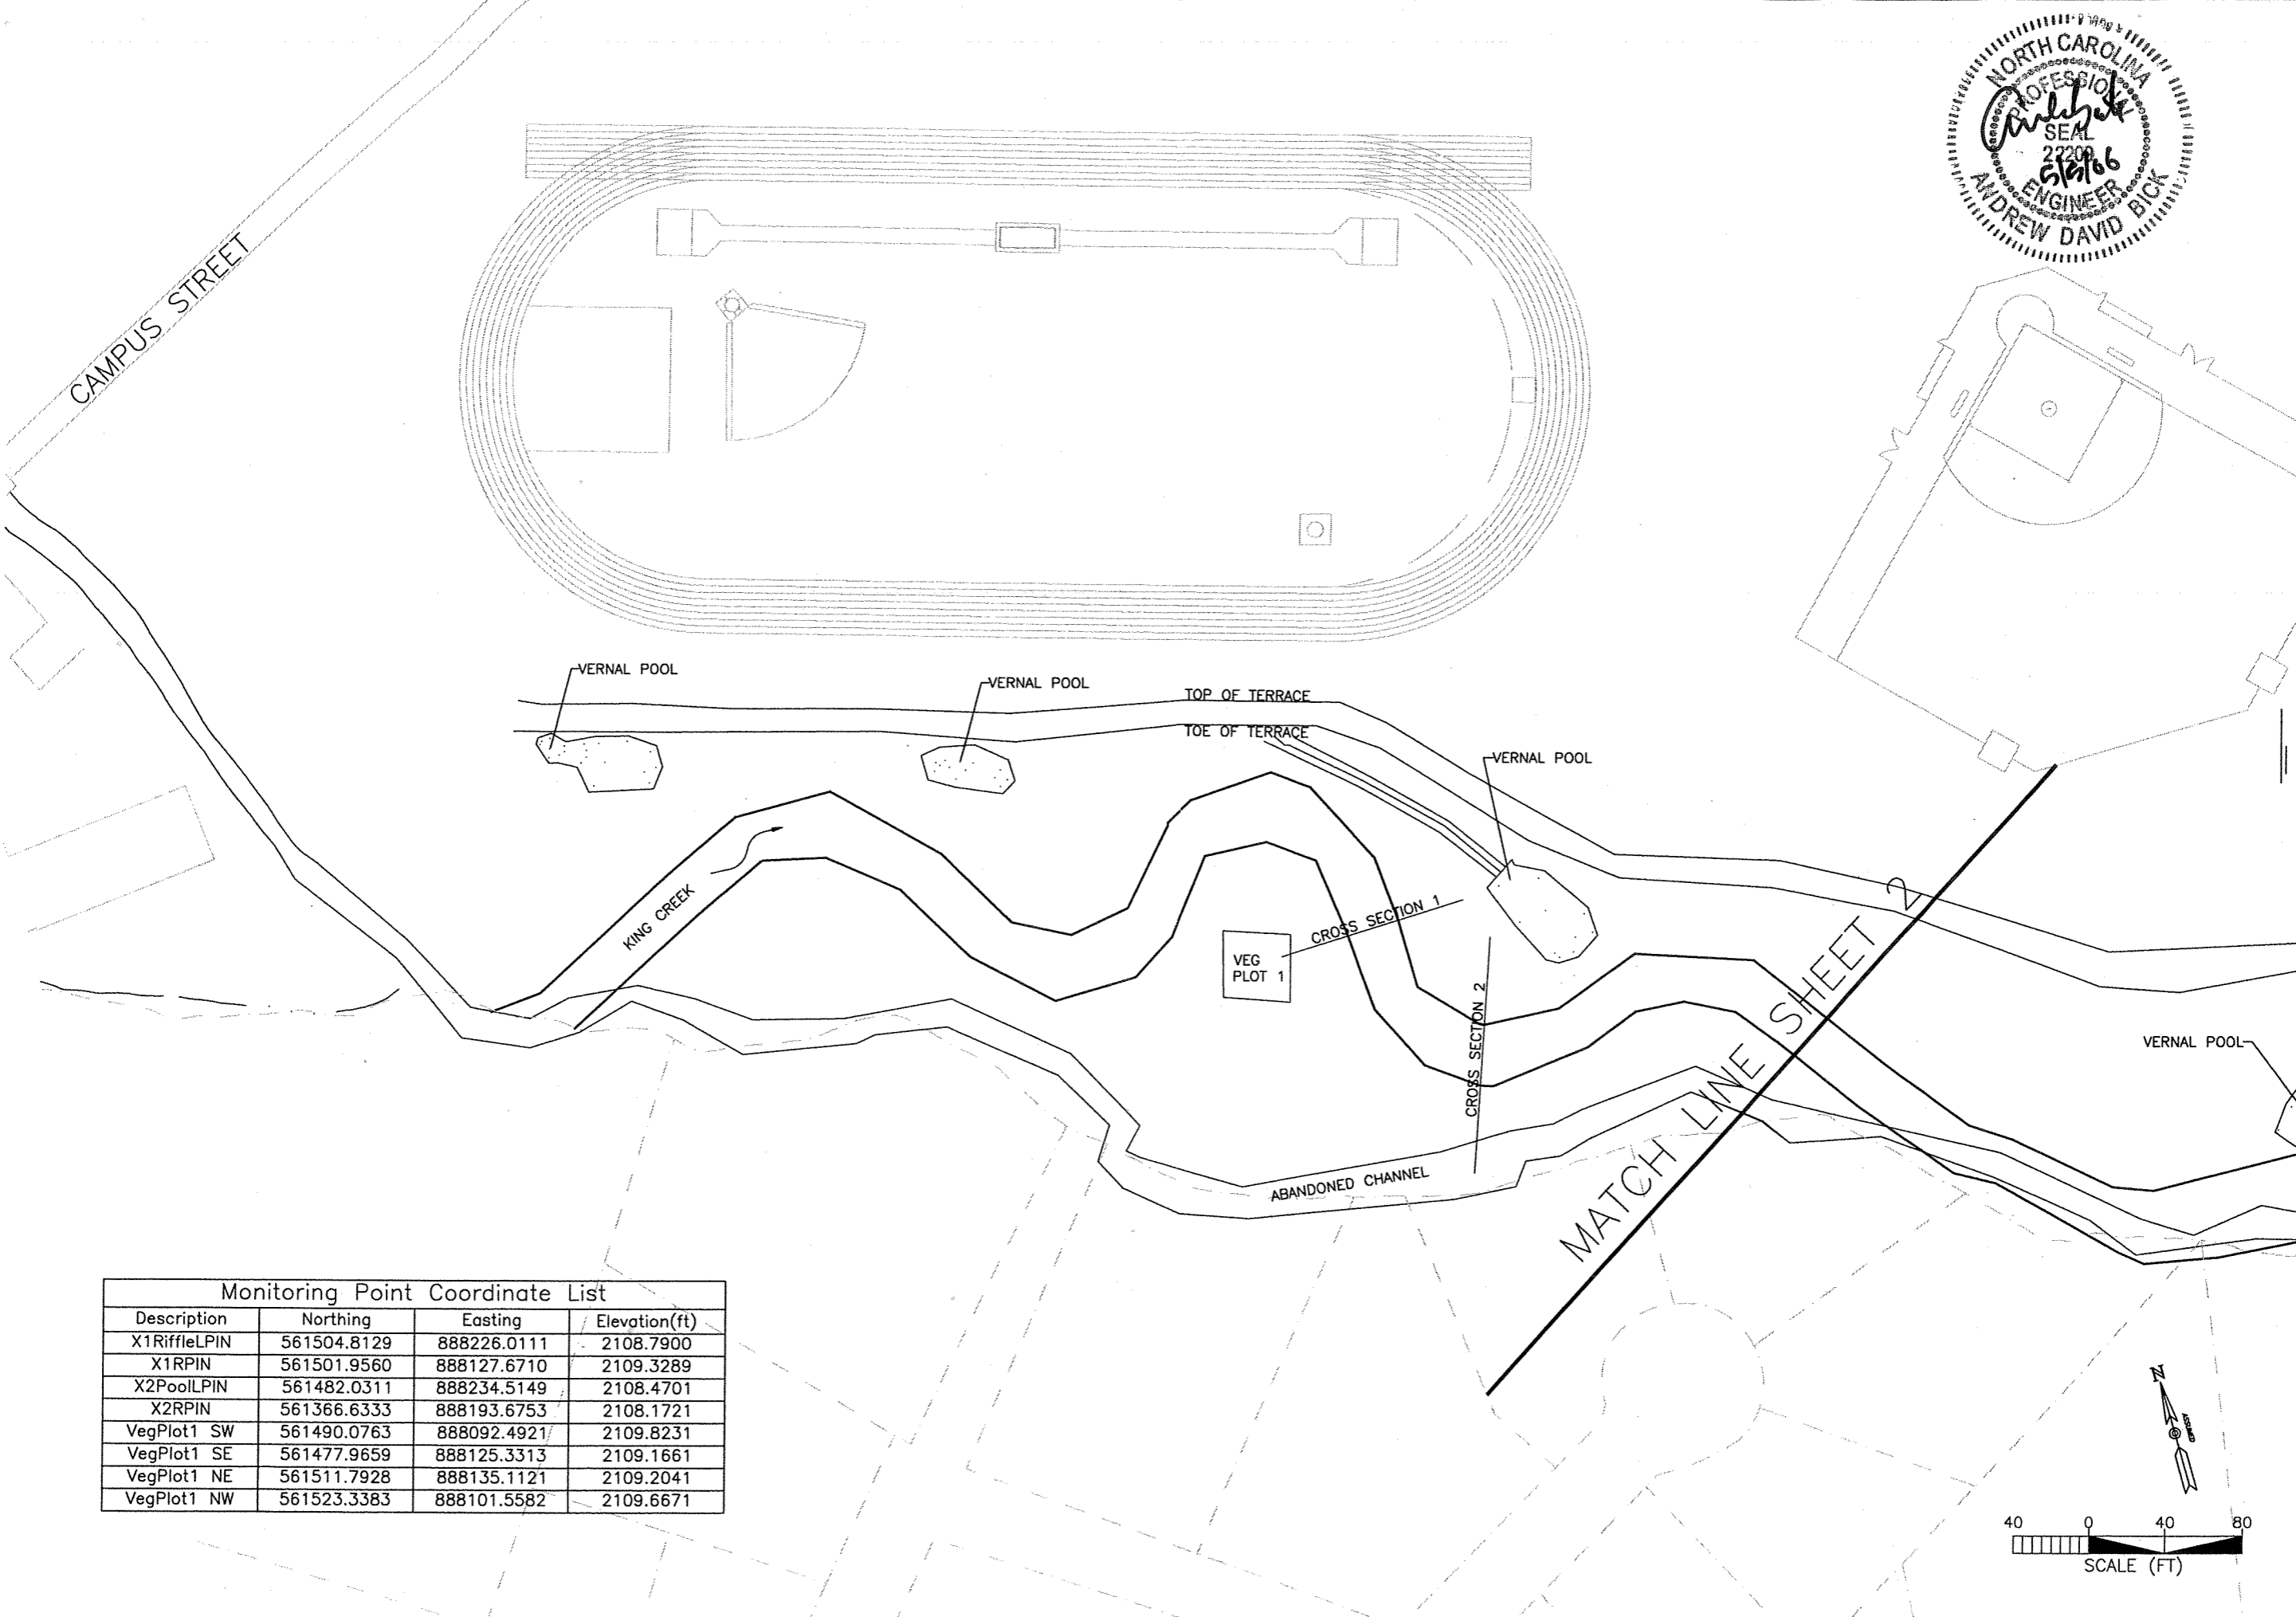 NORTH CAROLINA
PROFESSIONAL
SEAL
ENGINEER
ANDREW DAVID BICK
CAMPUS STREET
VERNAL POOL
VERNAL POOL
TOP OF TERRACE
TOE OF TERRACE
VERNAL POOL
KING CREEK
CROSS SECTION 1
VEG
PLOT 1
CROSS SECTION 2
MATCH LINE SHEET 2
VERNAL POOL
ABANDONED CHANNEL
Monitoring Point Coordinate List
Description Northing Easting Elevation(ft)
X1RiffleLPIN 561504.8129 888226.0111 2108.7900
X1RPIN 561501.9560 888127.6710 2109.3289
X2PoolLPIN 561482.0311 888234.5149 2108.4701
X2RPIN 561366.6333 888193.6753 2108.1721
VegPlot1 SW 561490.0763 888092.4921 2109.8231
VegPlot1 SE 561477.9659 888125.3313 2109.1661
VegPlot1 NE 561511.7928 888135.1121 2109.2041
VegPlot1 NW 561523.3383 888101.5582 2109.6671
N
ASSUMED
40 0 40 80
SCALE (FT)